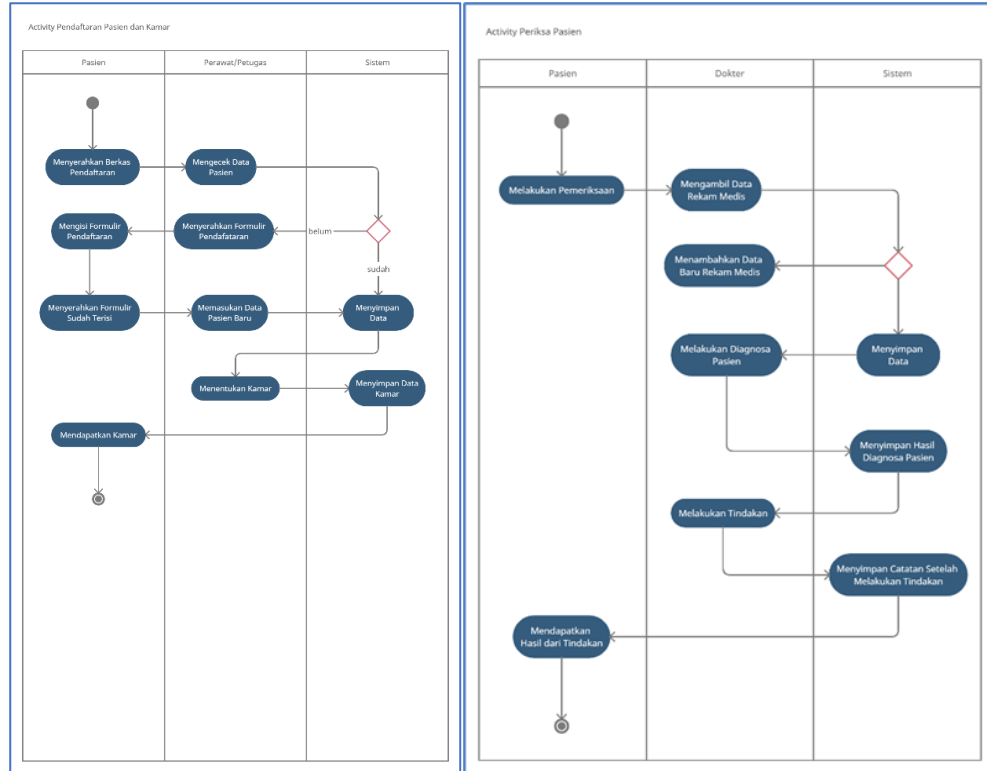 Activity Pendaftaran Pasien dan Kamar
Pasien
Perawat/Petugas
Sistem
Menyerahkan Berkas
Pendaftaran
Mengecek Data
Pasien
Mengisi Formulir
Pendaftaran
Menyerahkan Formulir
Pendafataran
belum
sudah
Menyerahkan Formulir
Sudah Terisi
Memasukan Data
Pasien Baru
Menyimpan
Data
Menentukan Kamar
Menyimpan Data
Kamar
Mendapatkan Kamar
Activity Periksa Pasien
Pasien
Dokter
Sistem
Melakukan Pemeriksaan
Mengambil Data
Rekam Medis
Menambahkan Data
Baru Rekam Medis
Melakukan Diagnosa
Pasien
Menyimpan
Data
Menyimpan Hasil
Diagnosa Pasien
Melakukan Tindakan
Menyimpan Catatan Setelah
Melakukan Tindakan
Mendapatkan
Hasil dari Tindakan